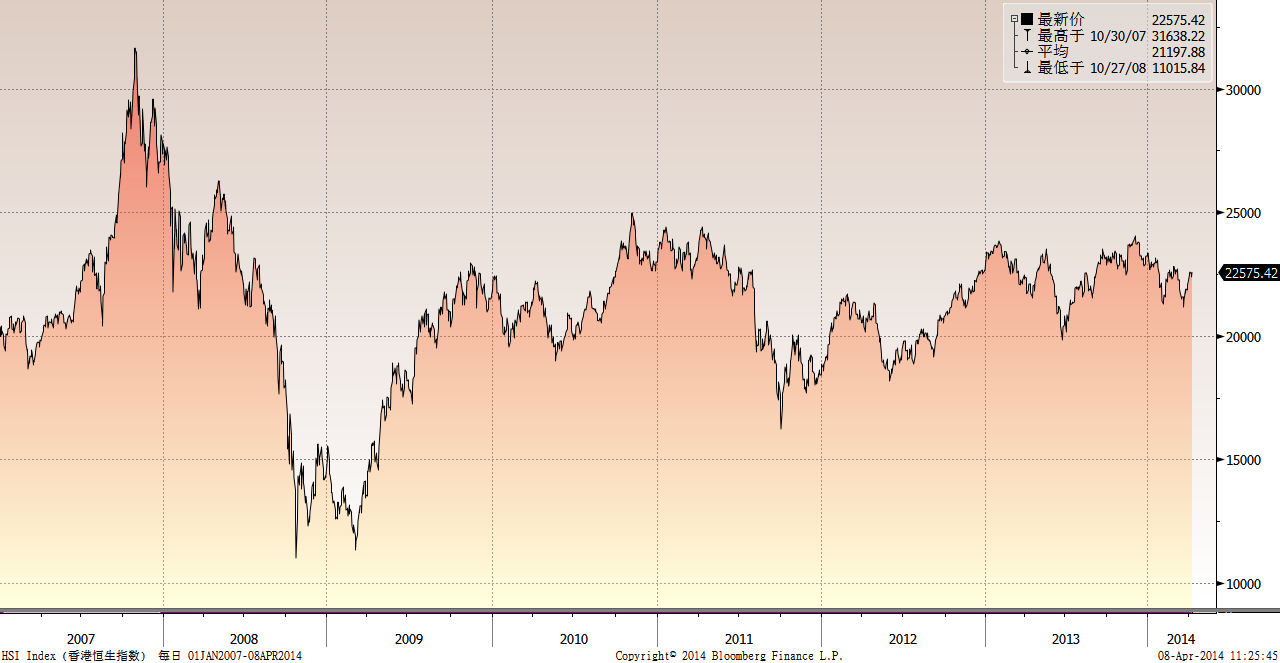 最新价 22575.42
最高于 10/30/07 31638.22
平均 21197.88
最低于 10/27/08 11015.84
30000
25000
22575.42
20000
15000
10000
2007 2008 2009 2010 2011 2012 2013 2014
HSI Index (香港恒生指数) 每日 01JAN2007-08APR2014 Copyright© 2014 Bloomberg Finance L.P. 08-Apr-2014 11:25:45